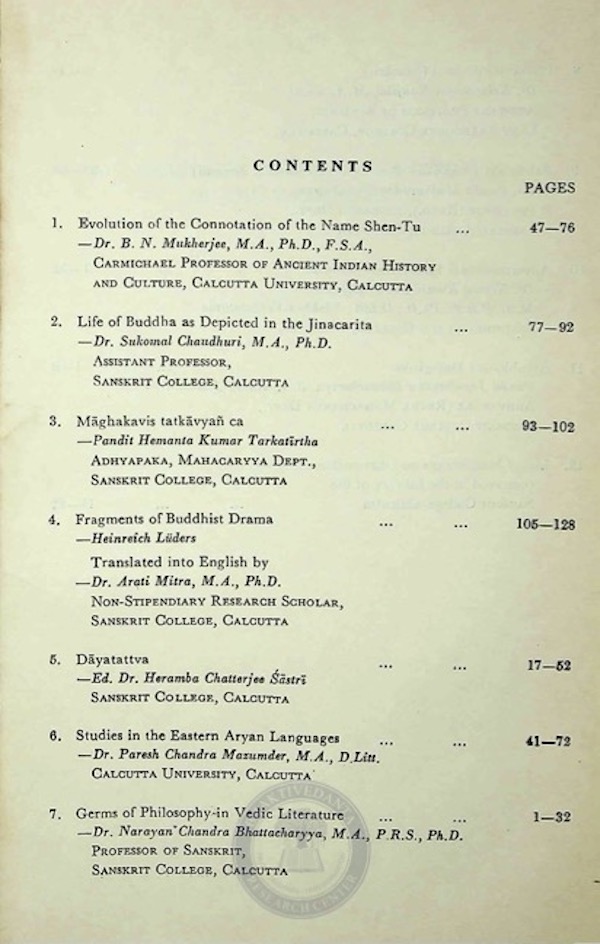 CONTENTS
PAGES
1. Evolution of the Connotation of the Name Shen-Tu ... 47—76
—Dr. B. N. Mukherjee, M.A., Ph.D., F.S.A.,
CARMICHAEL PROFESSOR OF ANCIENT INDIAN HISTORY
AND CULTURE, CALCUTTA UNIVERSITY, CALCUTTA
2. Life of Buddha as Depicted in the Jinacarita ... 77—92
—Dr. Sukomal Chaudhuri, M.A., Ph.D.
ASSISTANT PROFESSOR,
SANSKRIT COLLEGE, CALCUTTA
3. Māghakavis tatkāvyañ ca ... ... 93—102
—Pandit Hemanta Kumar Tarkatīrtha
ADHYAPAKA, MAHACARYYA DEPT.,
SANSKRIT COLLEGE, CALCUTTA
4. Fragments of Buddhist Drama ... ... 105—128
—Heinreich Lüders
Translated into English by
—Dr. Arati Mitra, M.A., Ph.D.
NON-STIPENDIARY RESEARCH SCHOLAR,
SANSKRIT COLLEGE, CALCUTTA
5. Dāyatattva ... ... 17—52
—Ed. Dr. Heramba Chatterjee Śāstrī
SANSKRIT COLLEGE, CALCUTTA
6. Studies in the Eastern Aryan Languages ... ... 41—72
—Dr. Paresh Chandra Mazumder, M.A., D.Litt.
CALCUTTA UNIVERSITY, CALCUTTA
7. Germs of Philosophy-in Vedic Literature ... ... 1—32
—Dr. Narayan Chandra Bhattacharyya, M.A., P.R.S., Ph.D.
PROFESSOR OF SANSKRIT,
SANSKRIT COLLEGE, CALCUTTA
RESEARCH CENTER